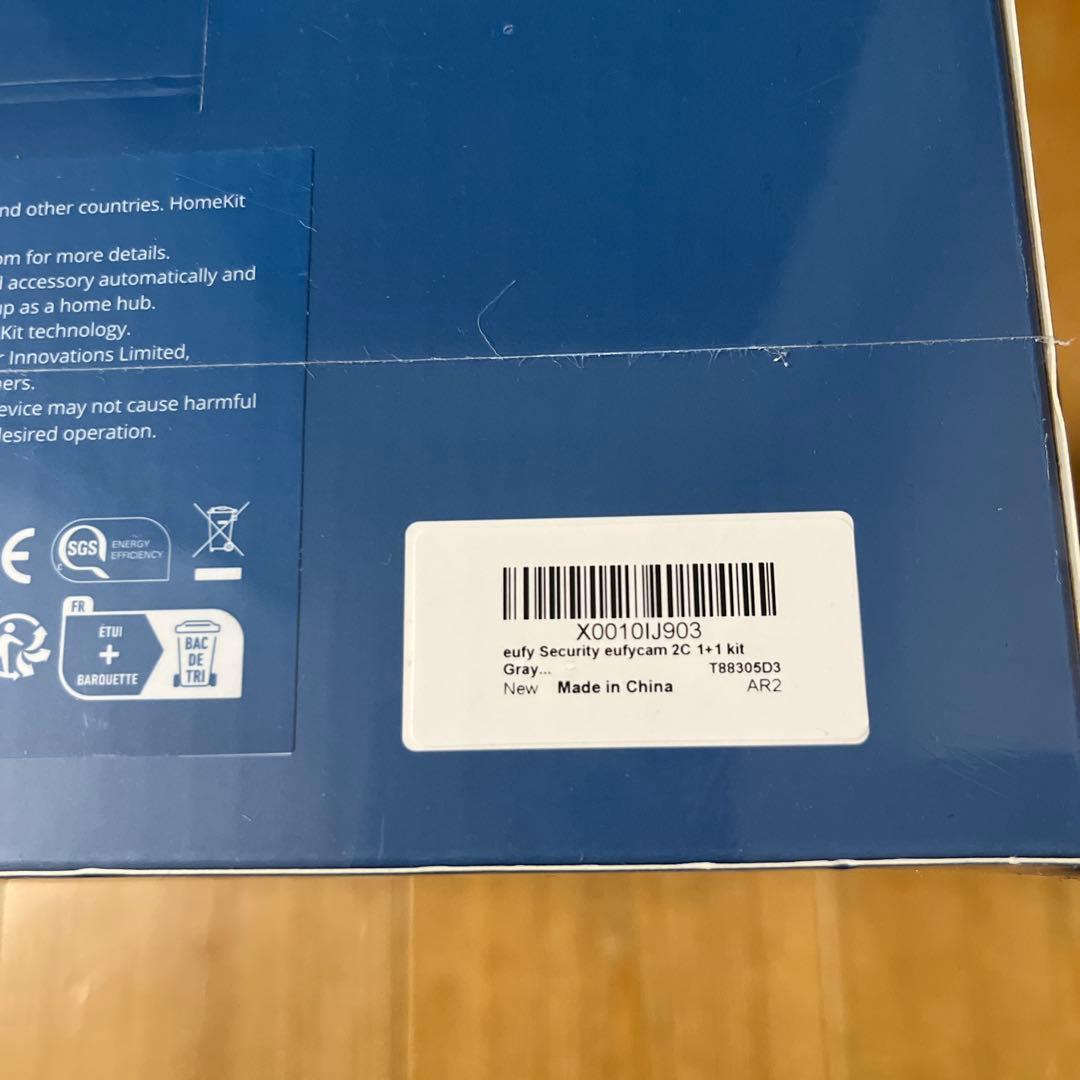 nd other countries. HomeKit
om for more details.
accessory automatically and
up as a home hub.
Kit technology.
r Innovations Limited,
ers.
evice may not cause harmful
desired operation.
CE
SGS
ENERGY
EFFICIENCY
FR
ÉTUI
+
BARQUETTE
BAC
DE
TRI
X0010IJ903
eufy Security eufycam 2C 1+1 kit
Gray... T88305D3
New Made in China AR2